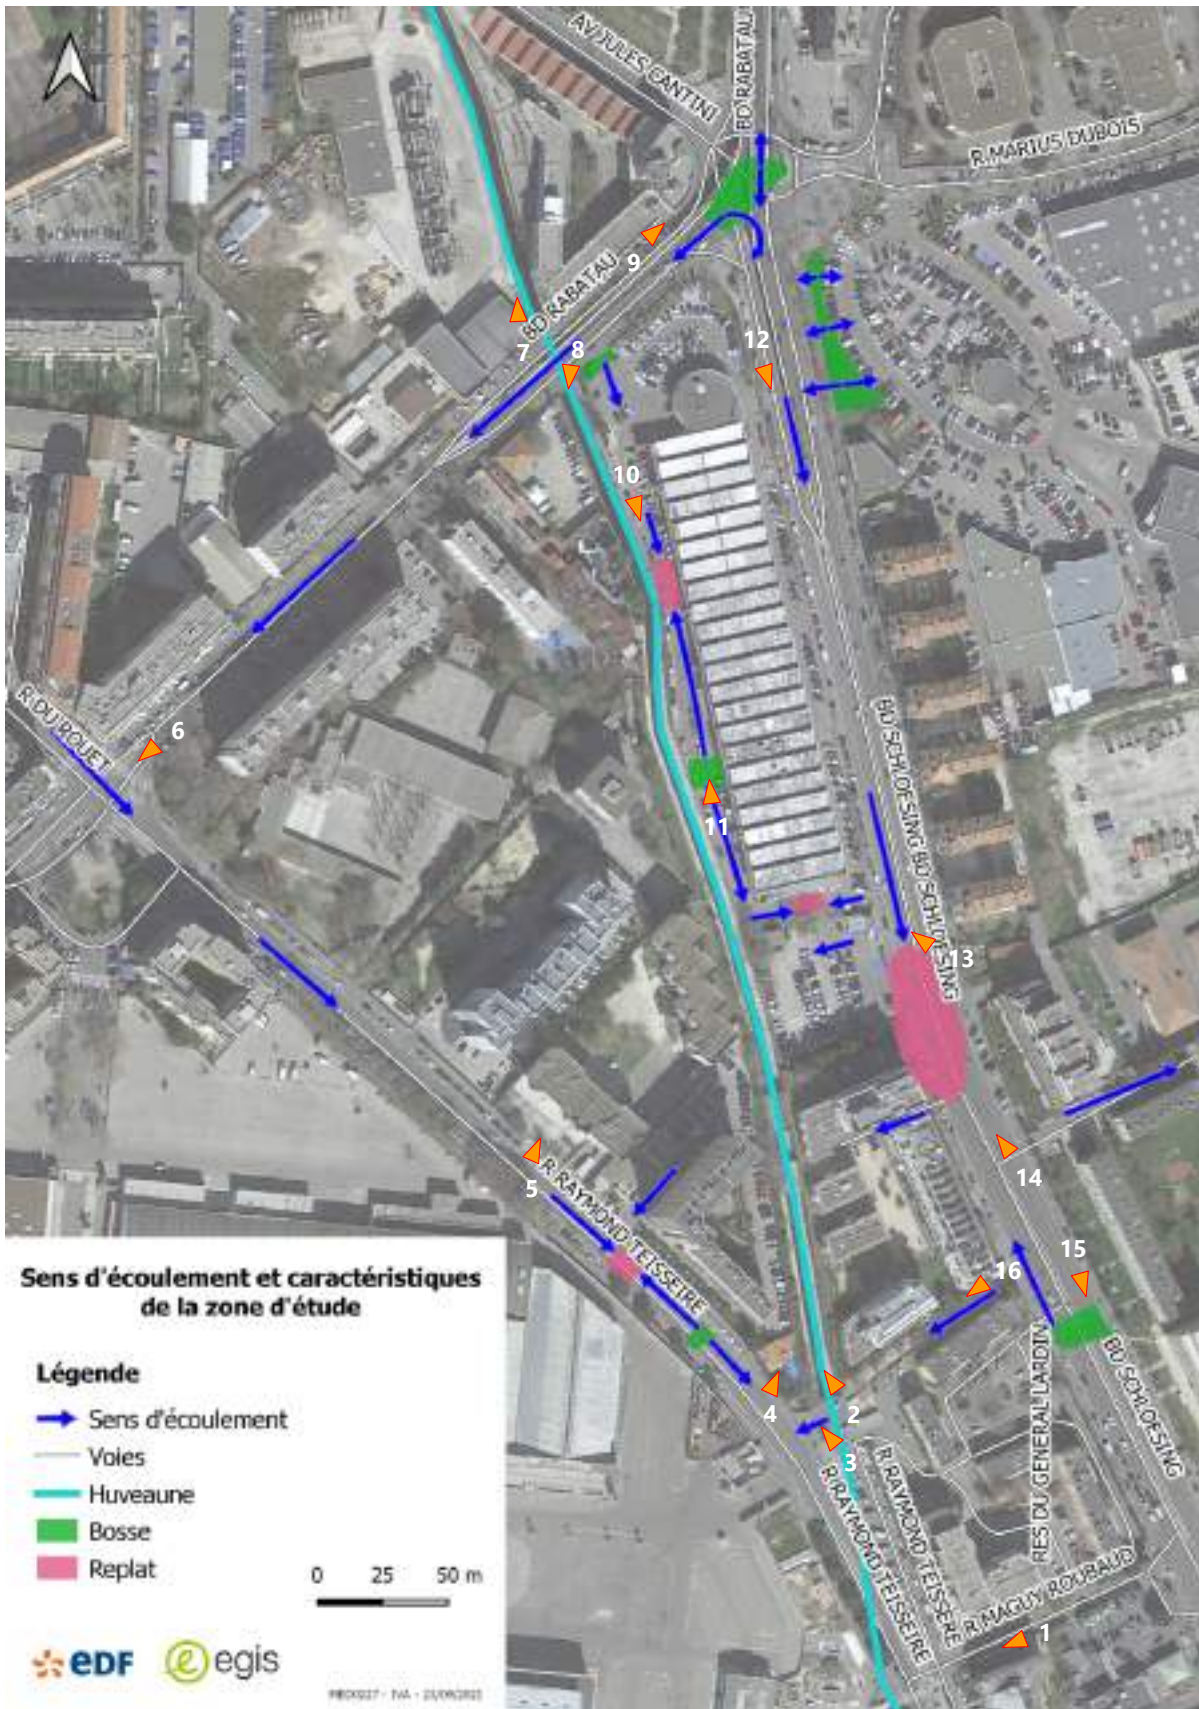 AV JULES CANTINI
BD RABATAU
R MARIUS DUBOIS
9
BD RABATAU
7
8
12
10
R DU ROUET
6
BD SCHLOESING
BD SCHLOESING
11
13
14
5
R RAYMOND TEISSEIRE
15
16
4
2
3
RES DU GENERAL LARDIN
BD SCHLOESING
R RAYMOND TEISSEIRE
R RAYMOND TEISSEIRE
R MAGUY ROUBAUD
1
Sens d'écoulement et caractéristiques
de la zone d'étude
Légende
Sens d'écoulement
Voies
Huveaune
Bosse
Replat
0 25 50 m
eDF
egis